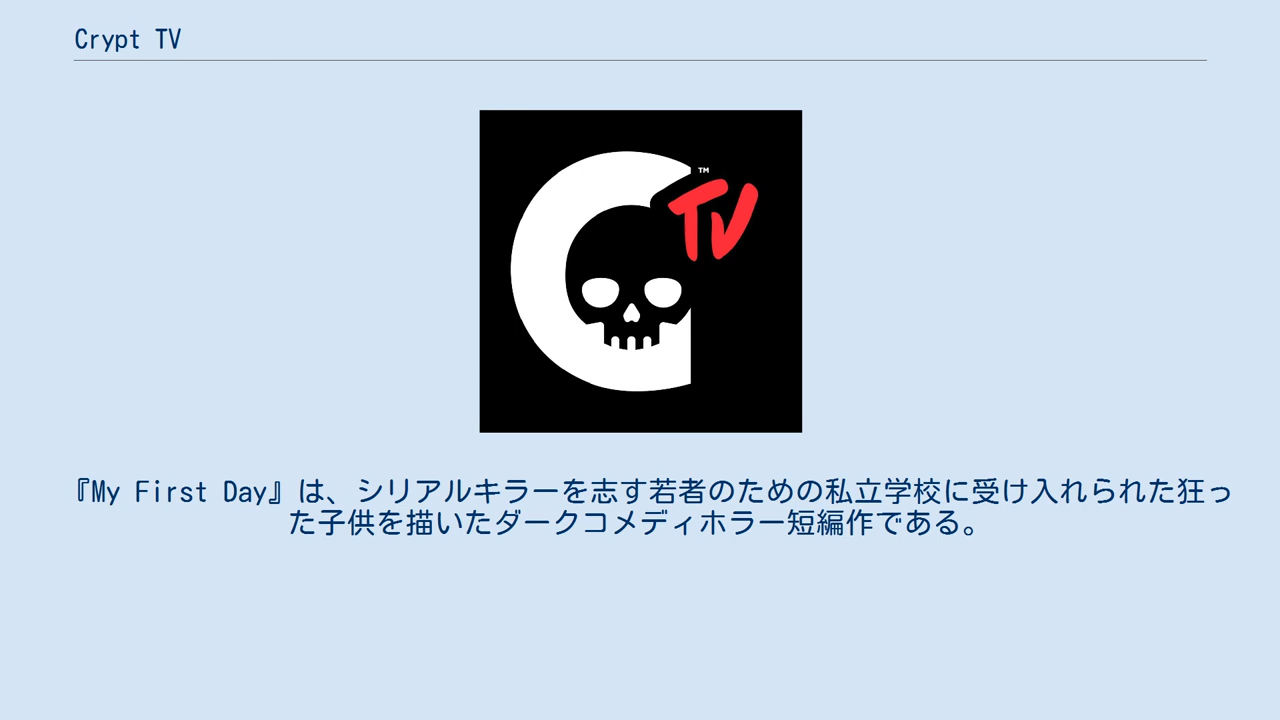 Crypt TV
TM
TV
『My First Day』は、シリアルキラーを志す若者のための私立学校に受け入れられた狂っ
た子供を描いたダークコメディホラー短編作である。